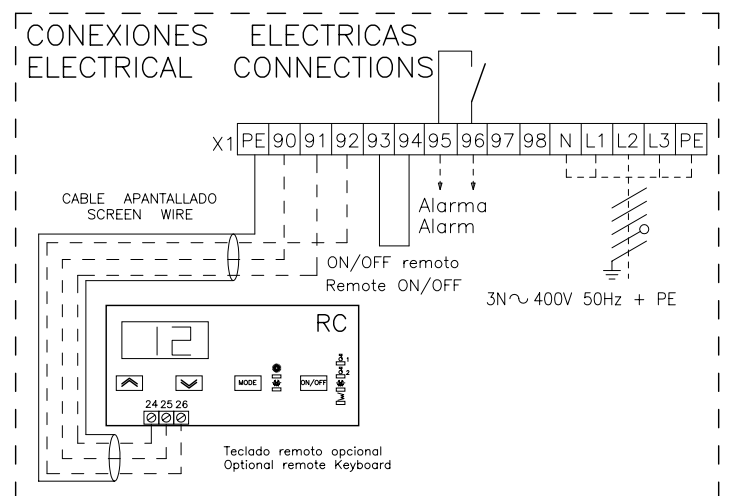 CONEXIONES ELECTRICAS
ELECTRICAL CONNECTIONS
X1 PE 90 91 92 93 94 95 96 97 98 N L1 L2 L3 PE
CABLE APANTALLADO
SCREEN WIRE
Alarma
Alarm
ON/OFF remoto
Remote ON/OFF
3N~ 400V 50Hz + PE
RC
12
MODE
ON/OFF
24 25 26
Teclado remoto opcional
Optional remote Keyboard